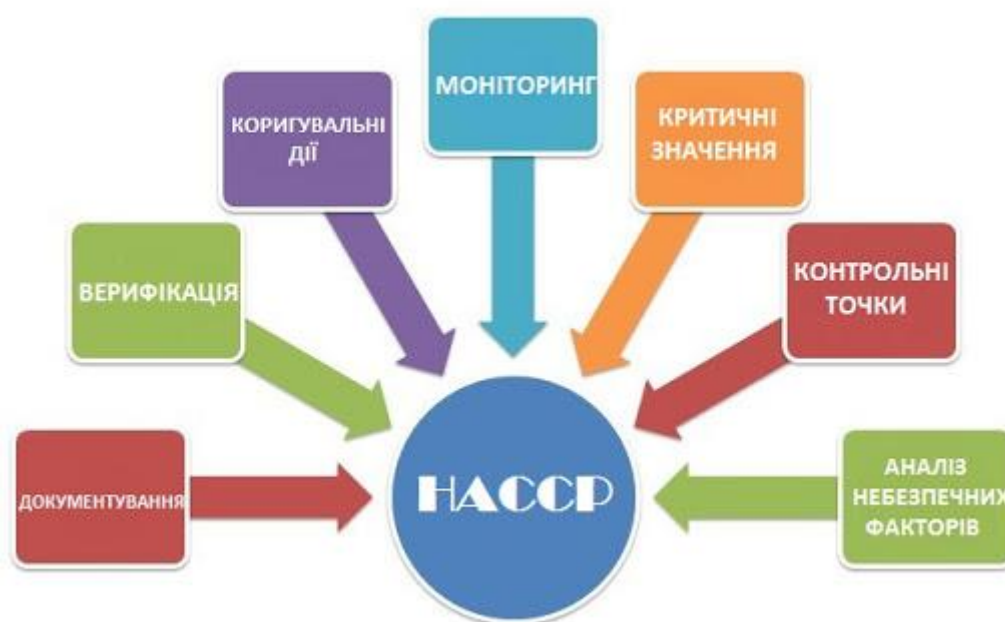 МОНІТОРИНГ
КОРИГУВАЛЬНІ
ДІЇ
КРИТИЧНІ
ЗНАЧЕННЯ
ВЕРИФІКАЦІЯ
КОНТРОЛЬНІ
ТОЧКИ
ДОКУМЕНТУВАННЯ
HACCP
АНАЛІЗ
НЕБЕЗПЕЧНИХ
ФАКТОРІВ